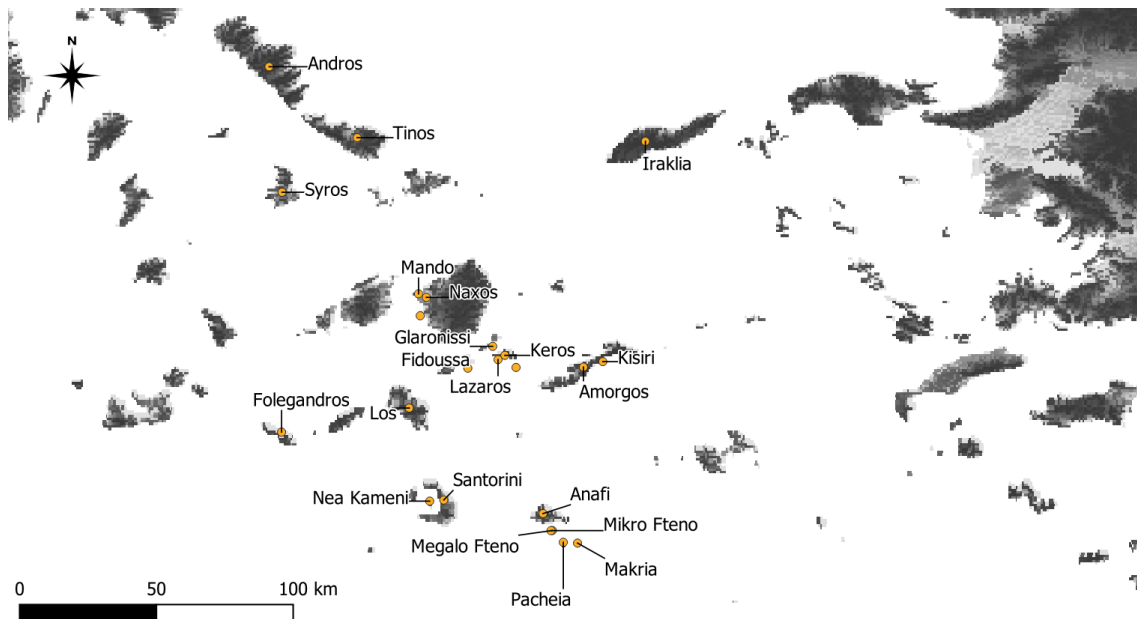 N
Andros
Tinos
Iraklia
Syros
Mando
Naxos
Glaronissi
Keros
Kisiri
Fidoussa
Lazaros
Amorgos
Folegandros
Los
Santorini
Nea Kameni
Anafi
Mikro Fteno
Megalo Fteno
Makria
Pacheia
0 50 100 km